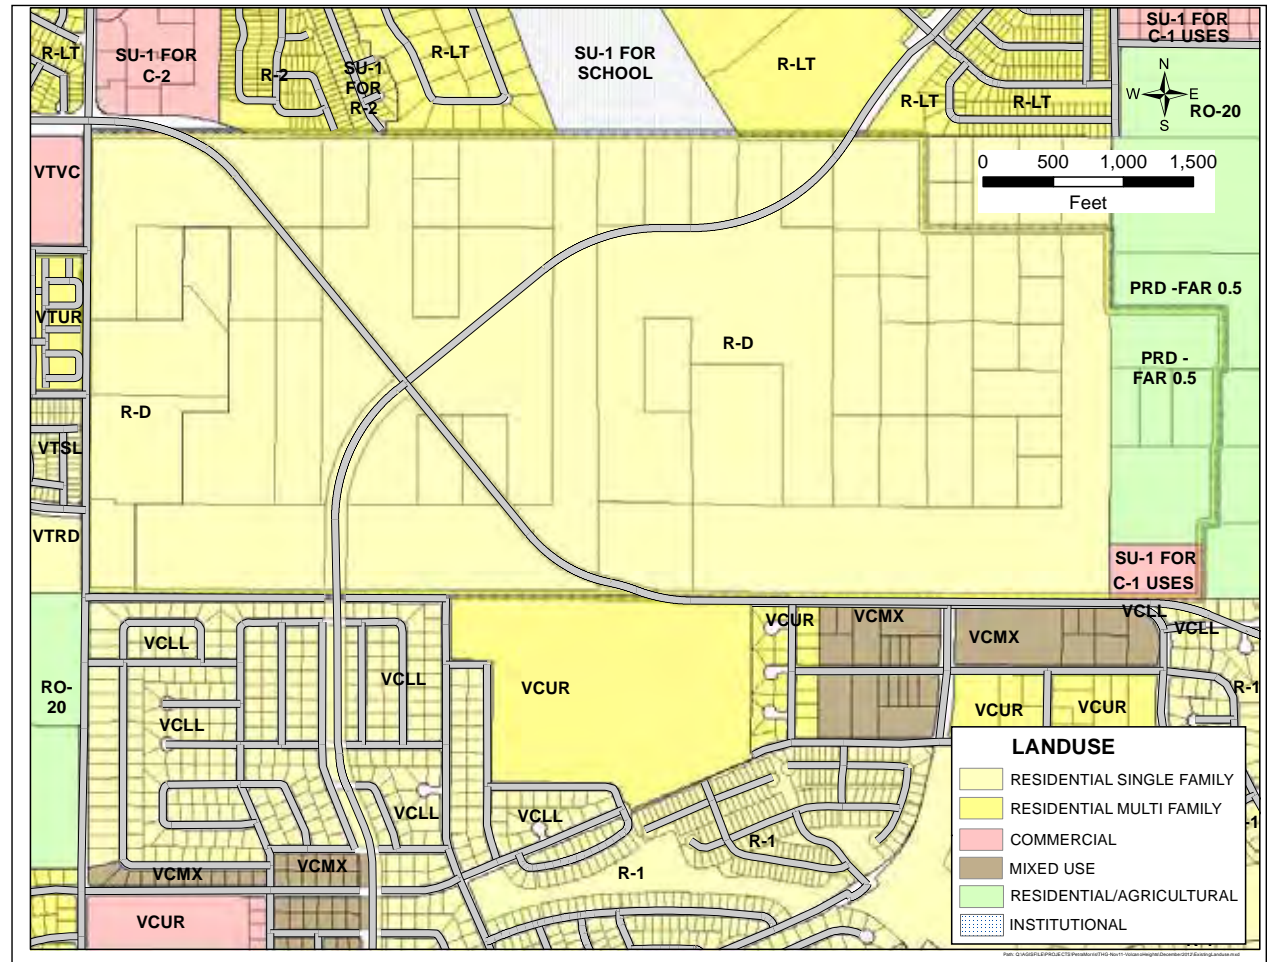 R-LT
SU-1 FOR
C-2
R-2
SU-1
FOR
R-2
R-LT
SU-1 FOR
SCHOOL
R-LT
R-LT
R-LT
SU-1 FOR
C-1 USES
N
W
E
S
RO-20
0 500 1,000 1,500
Feet
VTVC
VTUR
VTSL
VTRD
R-D
R-D
PRD -FAR 0.5
PRD -
FAR 0.5
SU-1 FOR
C-1 USES
RO-
20
VCLL
VCLL
VCLL
VCLL
VCLL
VCUR
VCUR
VCMX
VCMX
VCLL
VCLL
R-1
VCUR
VCUR
R-1
R-1
VCMX
VCMX
VCUR
LANDUSE
RESIDENTIAL SINGLE FAMILY
RESIDENTIAL MULTI FAMILY
COMMERCIAL
MIXED USE
RESIDENTIAL/AGRICULTURAL
INSTITUTIONAL